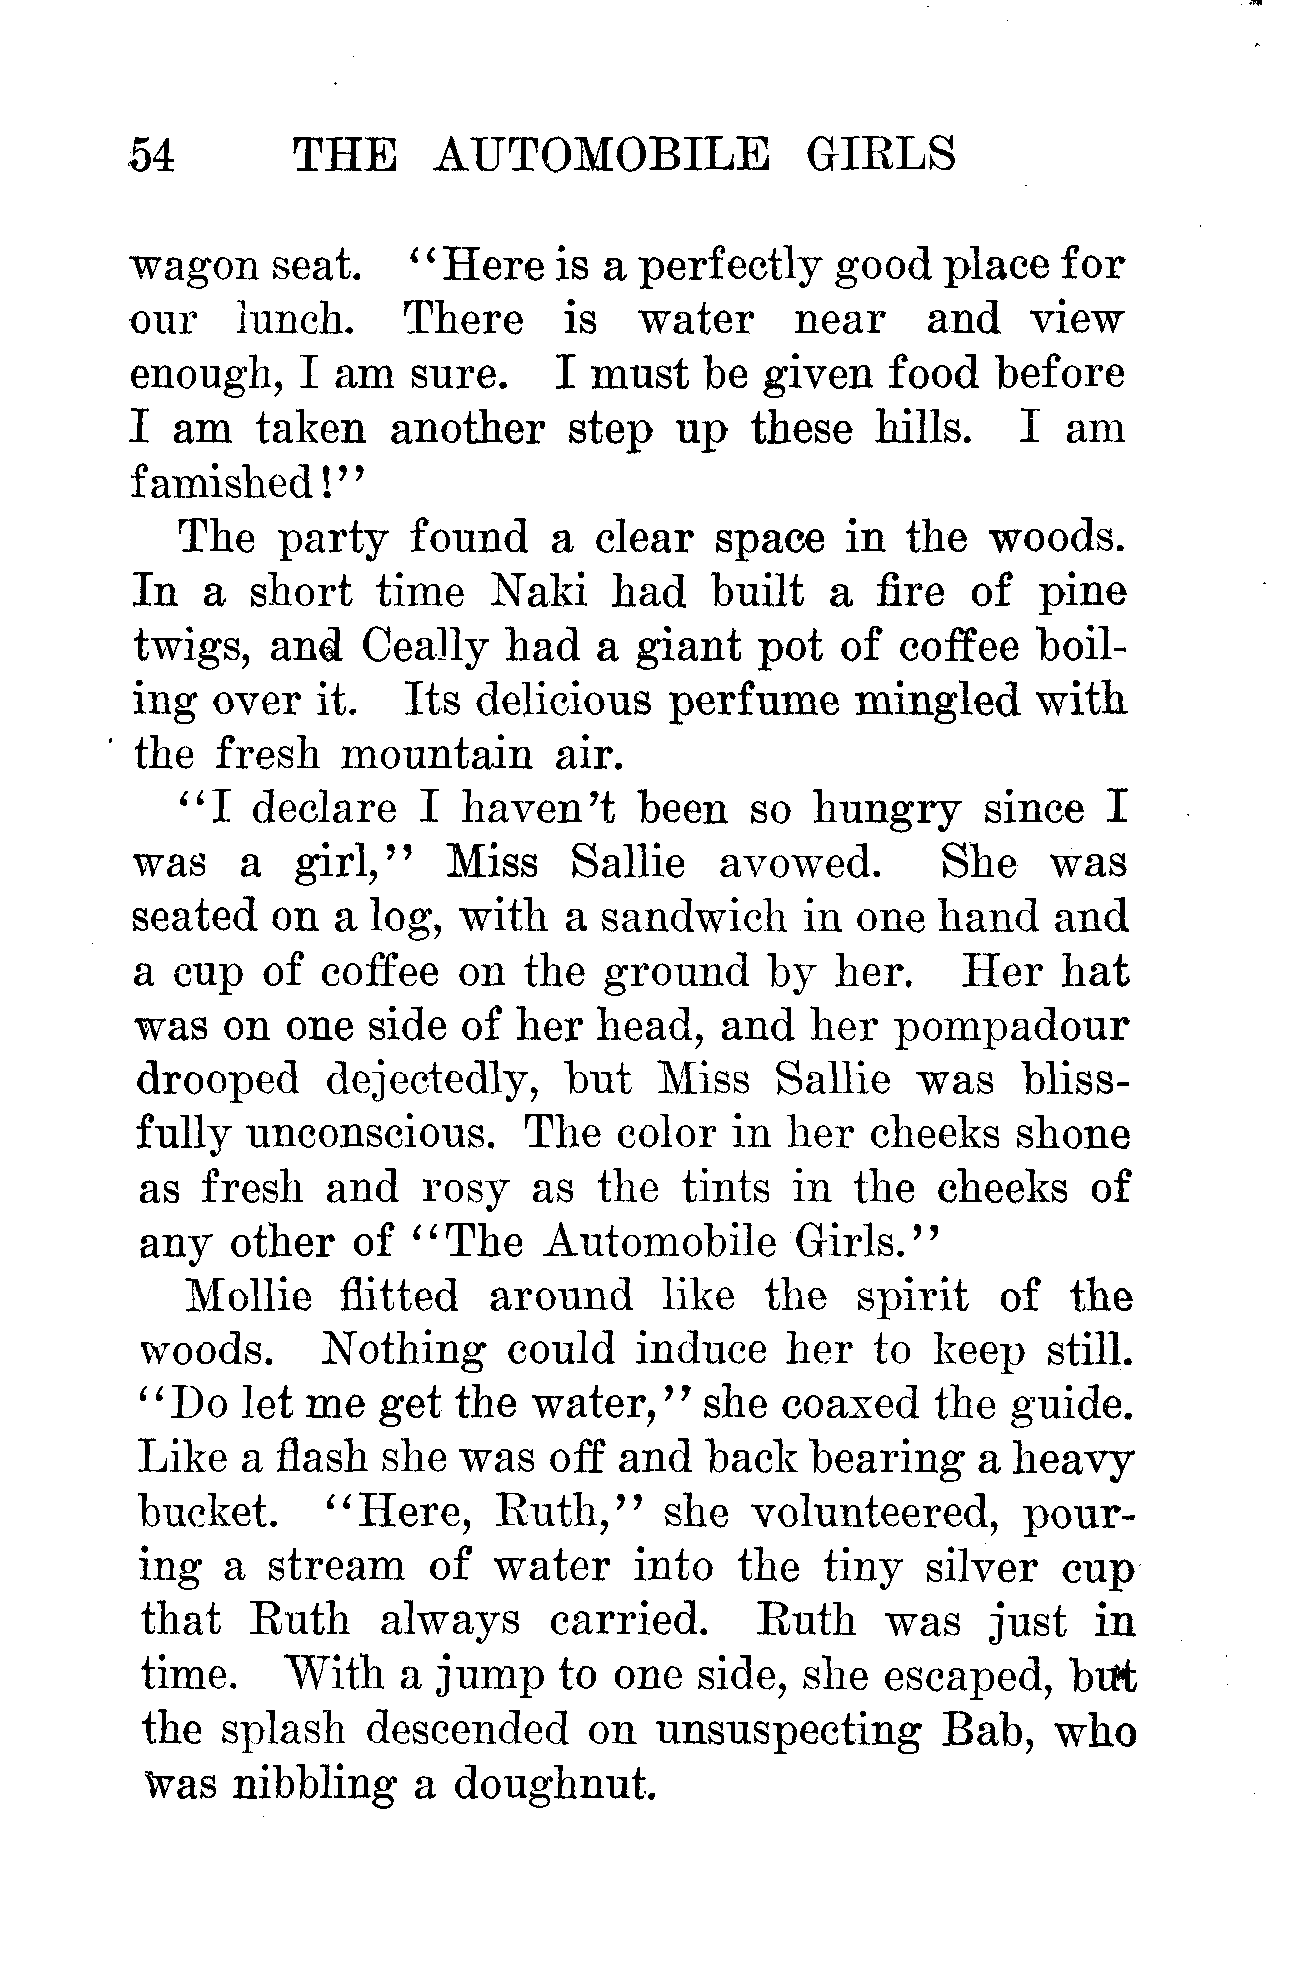 54 THE AUTOMOBILE GIRLS
wagon seat. "Here is a perfectly good place for
our lunch. There is water near and view
enough, I am sure. I must be given food before
I am taken another step up these hills. I am
famished!"
The party found a clear space in the woods.
In a short time Naki had built a fire of pine
twigs, and Ceally had a giant pot of coffee boil-
ing over it. Its delicious perfume mingled with
the fresh mountain air.
"I declare I haven't been so hungry since I
was a girl," Miss Sallie avowed. She was
seated on a log, with a sandwich in one hand and
a cup of coffee on the ground by her. Her hat
was on one side of her head, and her pompadour
drooped dejectedly, but Miss Sallie was bliss-
fully unconscious. The color in her cheeks shone
as fresh and rosy as the tints in the cheeks of
any other of "The Automobile Girls."
Mollie flitted around like the spirit of the
woods. Nothing could induce her to keep still.
"Do let me get the water," she coaxed the guide.
Like a flash she was off and back bearing a heavy
bucket. "Here, Ruth," she volunteered, pour-
ing a stream of water into the tiny silver cup
that Ruth always carried. Ruth was just in
time. With a jump to one side, she escaped, but
the splash descended on unsuspecting Bab, who
was nibbling a doughnut.